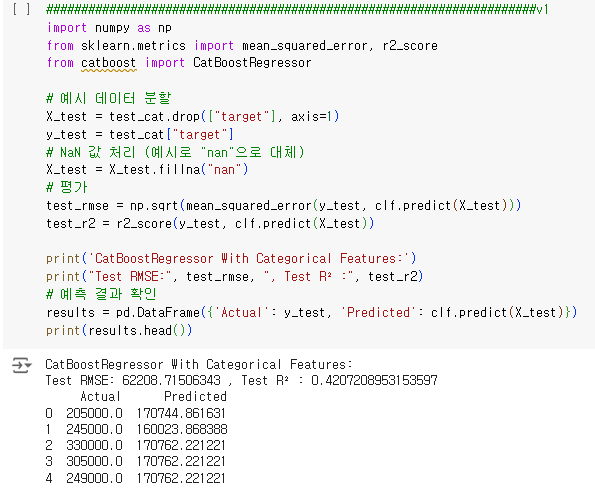 [ ] ######################################################################v1
import numpy as np
from sklearn.metrics import mean_squared_error, r2_score
from catboost import CatBoostRegressor
# 예시 데이터 분할
X_test = test_cat.drop(["target"], axis=1)
y_test = test_cat["target"]
# NaN 값 처리 (예시로 "nan"으로 대체)
X_test = X_test.fillna("nan")
# 평가
test_rmse = np.sqrt(mean_squared_error(y_test, clf.predict(X_test)))
test_r2 = r2_score(y_test, clf.predict(X_test))
print('CatBoostRegressor With Categorical Features:')
print("Test RMSE:", test_rmse, ", Test R² :", test_r2)
# 예측 결과 확인
results = pd.DataFrame({'Actual': y_test, 'Predicted': clf.predict(X_test)})
print(results.head())
CatBoostRegressor With Categorical Features:
Test RMSE: 62208.71506343 , Test R² : 0.4207208953153597
Actual Predicted
0 205000.0 170744.861631
1 245000.0 160023.868388
2 330000.0 170762.221221
3 305000.0 170762.221221
4 249000.0 170762.221221